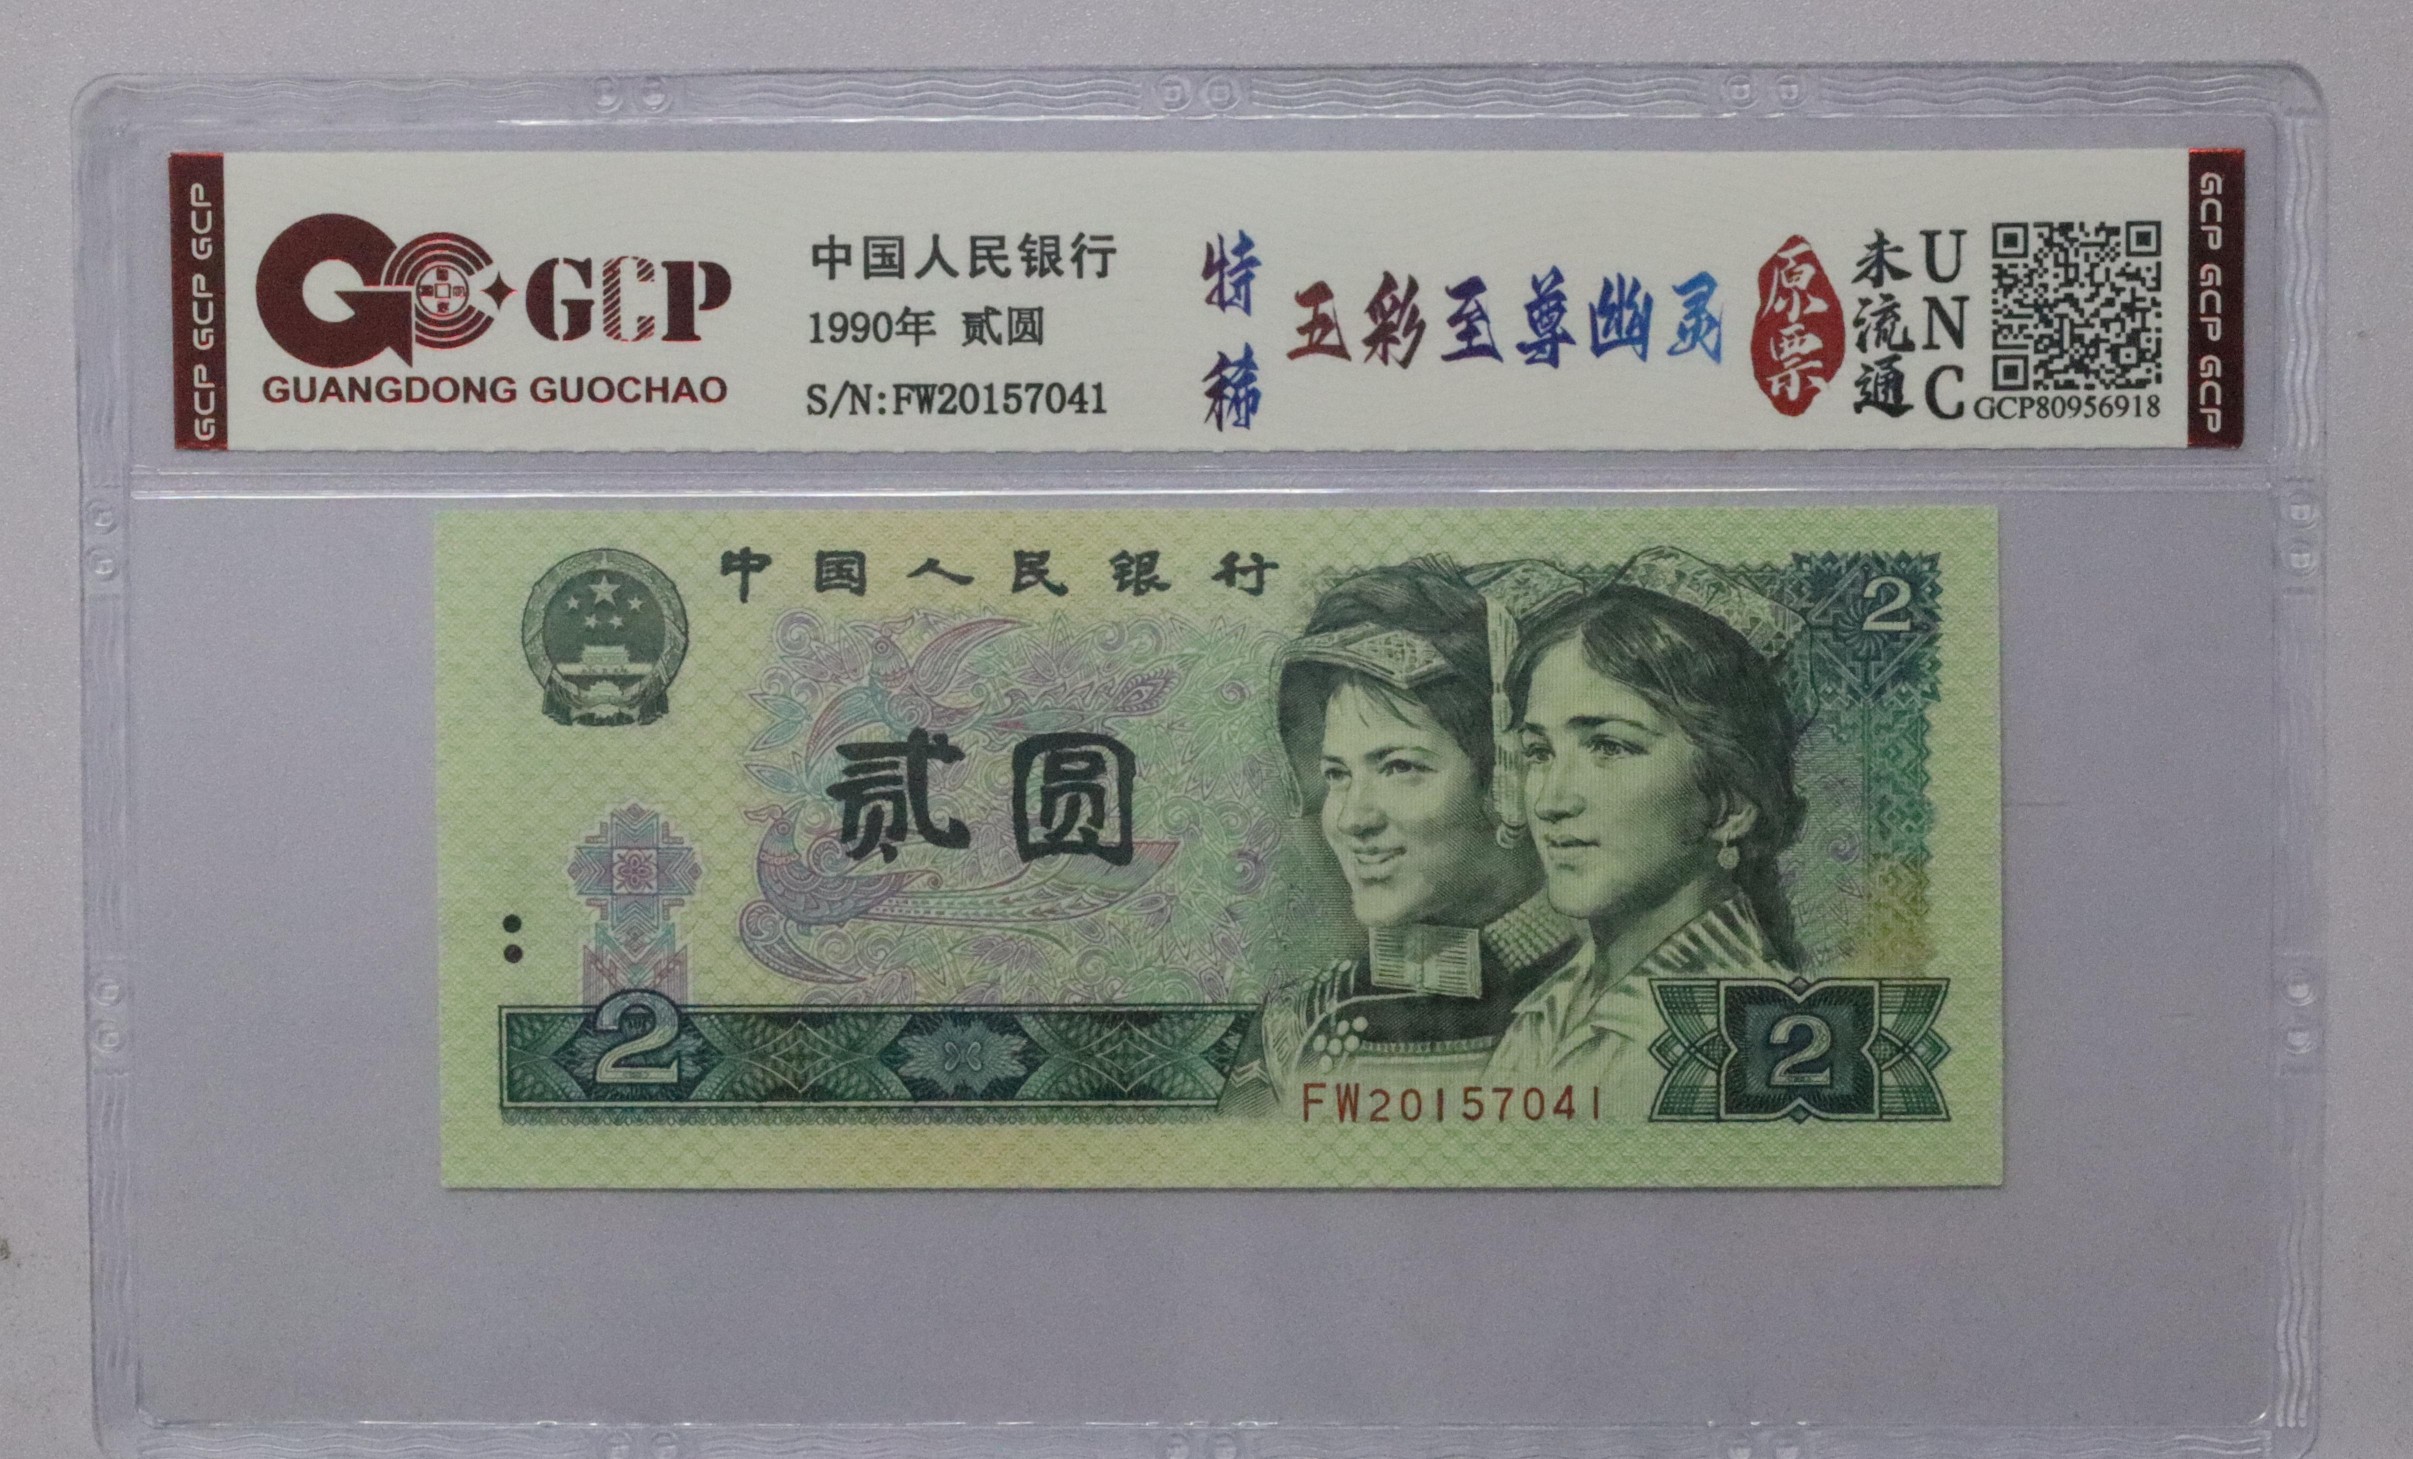 GCP GCP GCP
GCP
GUANGDONG GUOCHAO
中国人民银行
1990年 贰圆
S/N:FW20157041
特稀
五彩至尊幽灵
原票
未流通
UNC
GCP80956918
GCP GCP GCP
中国人民银行
2
贰圆
2
2
FW20157041